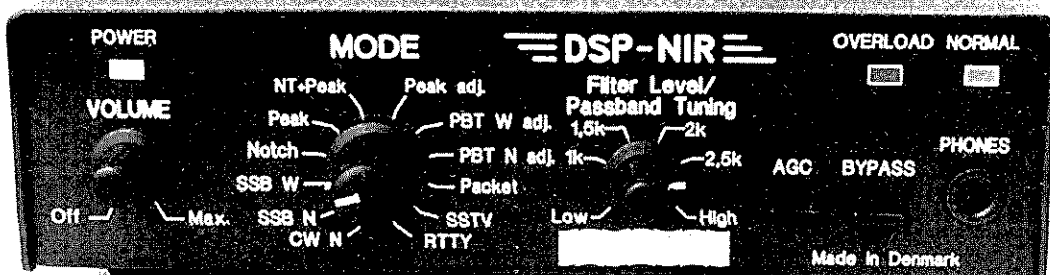 POWER
VOLUME
Off
Max.
MODE
NT+Peak
Peak adj.
Peak
PBT W adj.
Notch
PBT N adj.
SSB W
Packet
SSB N
SSTV
CW N
RTTY
DSP-NIR
Filter Level/
Passband Tuning
1,5k
2k
1k
2,5k
Low
High
OVERLOAD NORMAL
AGC BYPASS
PHONES
Made in Denmark